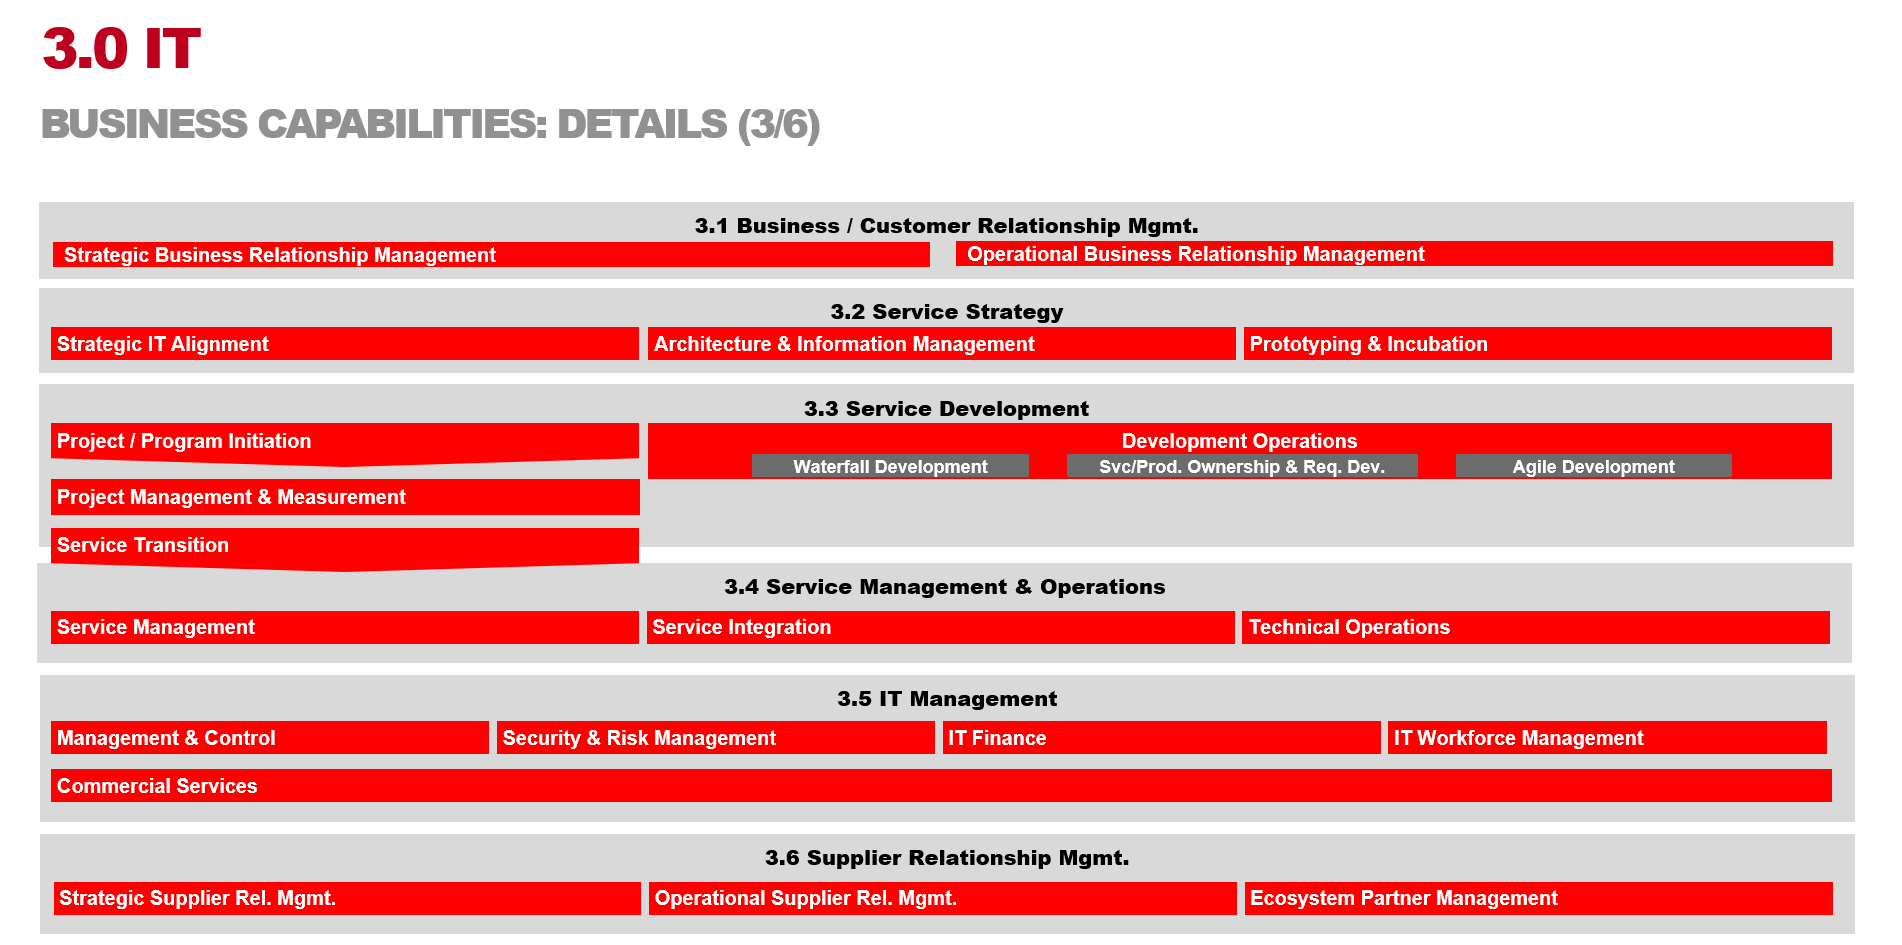 3.0 IT
BUSINESS CAPABILITIES: DETAILS (3/6)
3.1 Business / Customer Relationship Mgmt.
Strategic Business Relationship Management
Operational Business Relationship Management
3.2 Service Strategy
Strategic IT Alignment
Architecture & Information Management
Prototyping & Incubation
3.3 Service Development
Project / Program Initiation
Project Management & Measurement
Service Transition
Development Operations
Waterfall Development
Svc/Prod. Ownership & Req. Dev.
Agile Development
3.4 Service Management & Operations
Service Management
Service Integration
Technical Operations
3.5 IT Management
Management & Control
Security & Risk Management
IT Finance
IT Workforce Management
Commercial Services
3.6 Supplier Relationship Mgmt.
Strategic Supplier Rel. Mgmt.
Operational Supplier Rel. Mgmt.
Ecosystem Partner Management